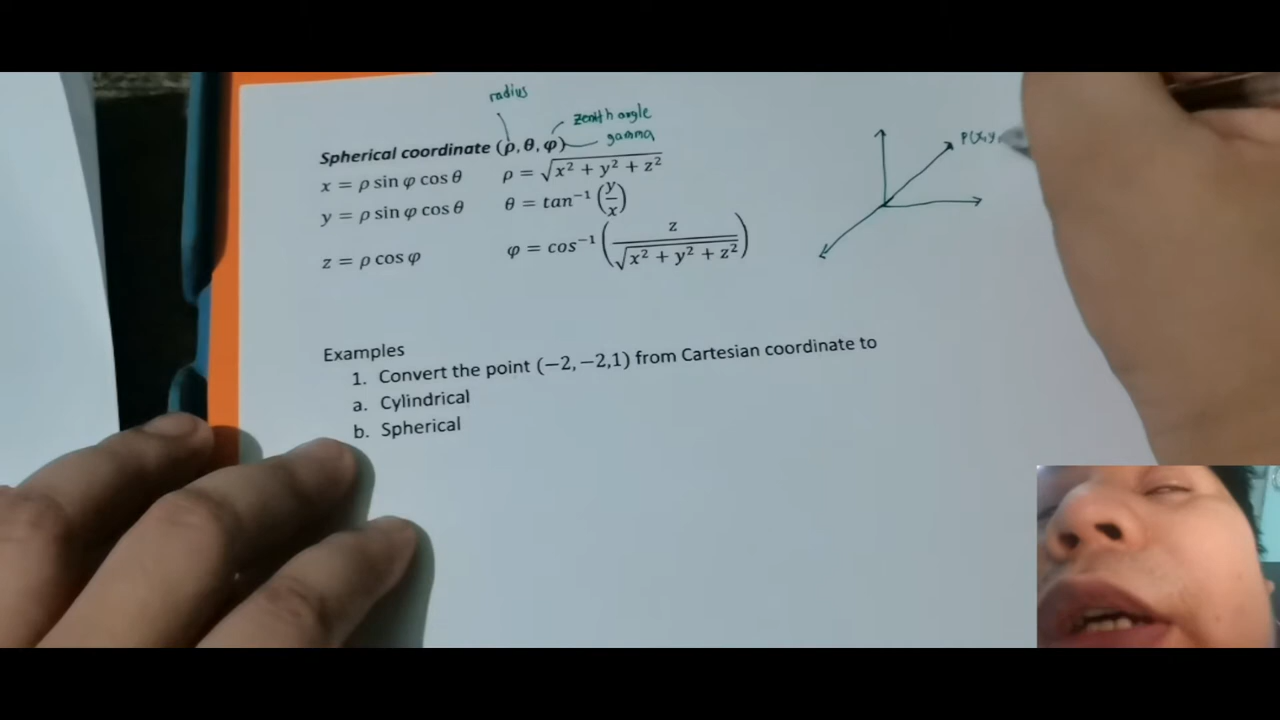 radius
zenith angle
gamma
Spherical coordinate (ρ, θ, φ)
x = ρ sin φ cos θ ρ = √x² + y² + z²
y = ρ sin φ cos θ θ = tan⁻¹ (y/x)
z = ρ cos φ φ = cos⁻¹ (z/√x² + y² + z²)
P(x,y,
Examples
1. Convert the point (−2, −2,1) from Cartesian coordinate to
a. Cylindrical
b. Spherical